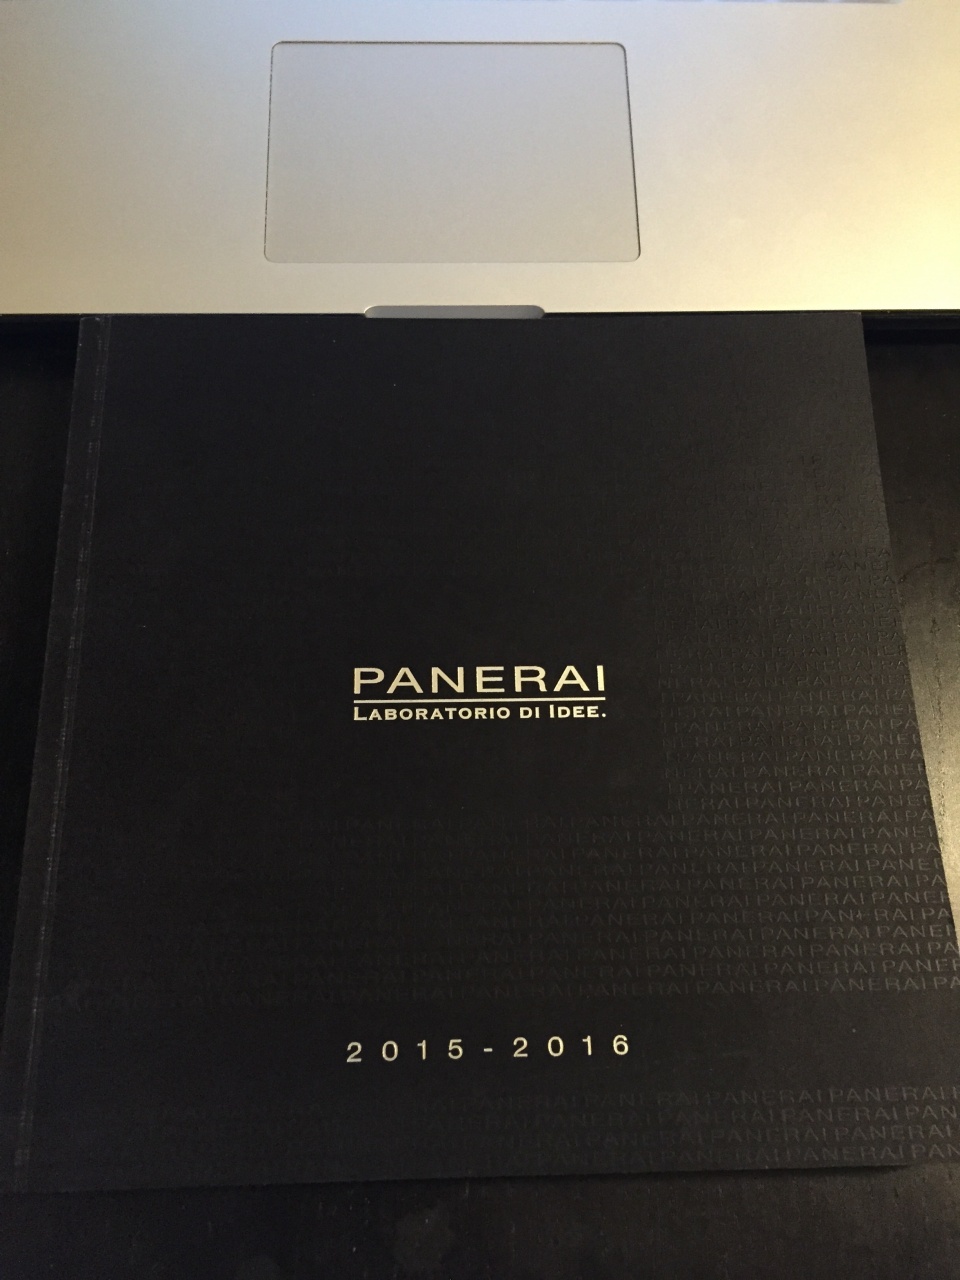 PANERAI
LABORATORIO DI IDEE.
2015-2016